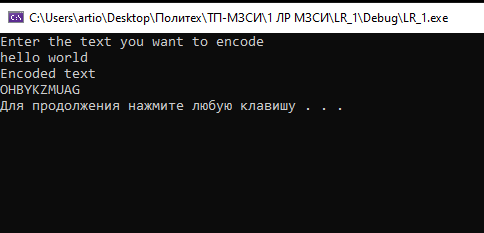 C:\Users\artio\Desktop\Политех\ТП-МЗСИ\1 ЛР МЗСИ\LR_1\Debug\LR_1.exe
Enter the text you want to encode
hello world
Encoded text
OHBYKZMUAG
Для продолжения нажмите любую клавишу . . .